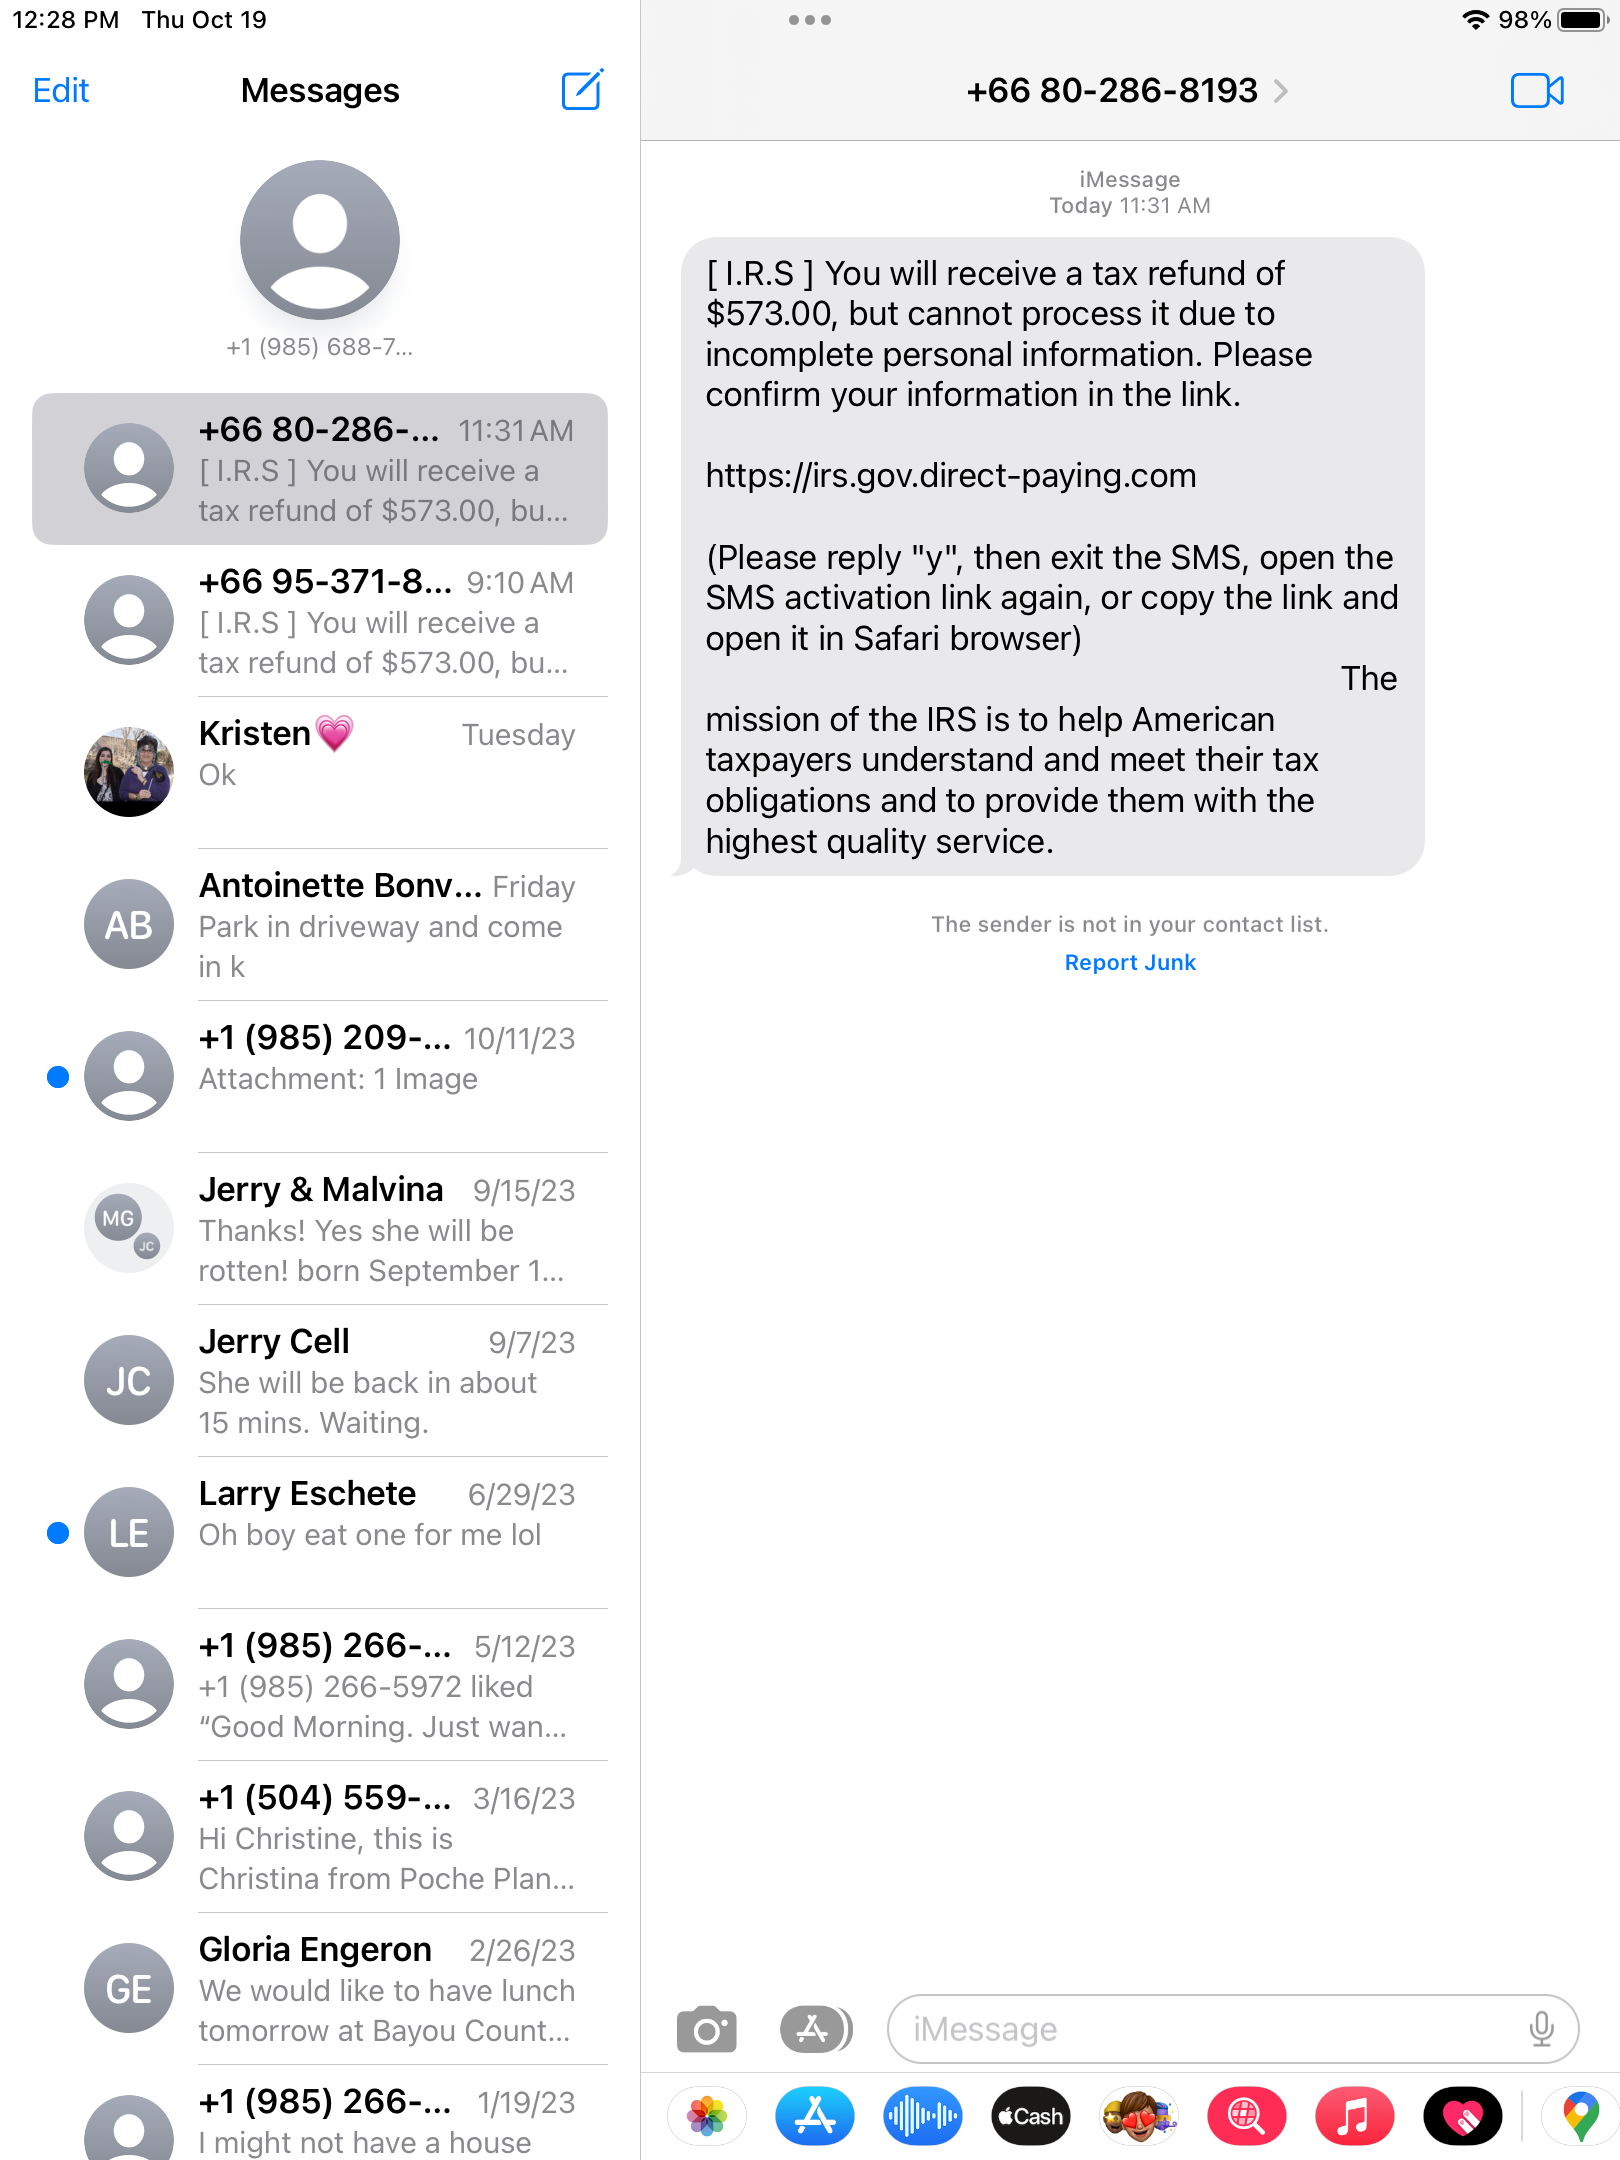 12:28 PM Thu Oct 19
98%
Edit
Messages
+1 (985) 688-7...
+66 80-286-... 11:31 AM
[ I.R.S ] You will receive a
tax refund of $573.00, bu...
+66 95-371-8... 9:10 AM
[ I.R.S ] You will receive a
tax refund of $573.00, bu...
Kristen💗 Tuesday
Ok
AB
Antoinette Bonv... Friday
Park in driveway and come
in k
+1 (985) 209-... 10/11/23
Attachment: 1 Image
MG
JC
Jerry & Malvina 9/15/23
Thanks! Yes she will be
rotten! born September 1...
JC
Jerry Cell 9/7/23
She will be back in about
15 mins. Waiting.
LE
Larry Eschete 6/29/23
Oh boy eat one for me lol
+1 (985) 266-... 5/12/23
+1 (985) 266-5972 liked
“Good Morning. Just wan...
+1 (504) 559-... 3/16/23
Hi Christine, this is
Christina from Poche Plan...
GE
Gloria Engeron 2/26/23
We would like to have lunch
tomorrow at Bayou Count...
+1 (985) 266-... 1/19/23
I might not have a house
+66 80-286-8193
iMessage
Today 11:31 AM
[ I.R.S ] You will receive a tax refund of
$573.00, but cannot process it due to
incomplete personal information. Please
confirm your information in the link.
https://irs.gov.direct-paying.com
(Please reply "y", then exit the SMS, open the
SMS activation link again, or copy the link and
open it in Safari browser)
The
mission of the IRS is to help American
taxpayers understand and meet their tax
obligations and to provide them with the
highest quality service.
The sender is not in your contact list.
Report Junk
iMessage
Cash